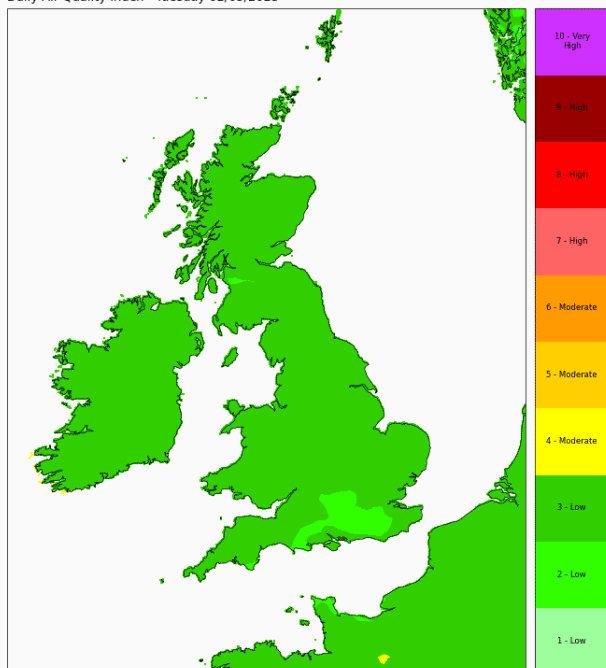 10 - Very
High
9 - High
8 - High
7 - High
6 - Moderate
5 - Moderate
4 - Moderate
3 - Low
2 - Low
1 - Low